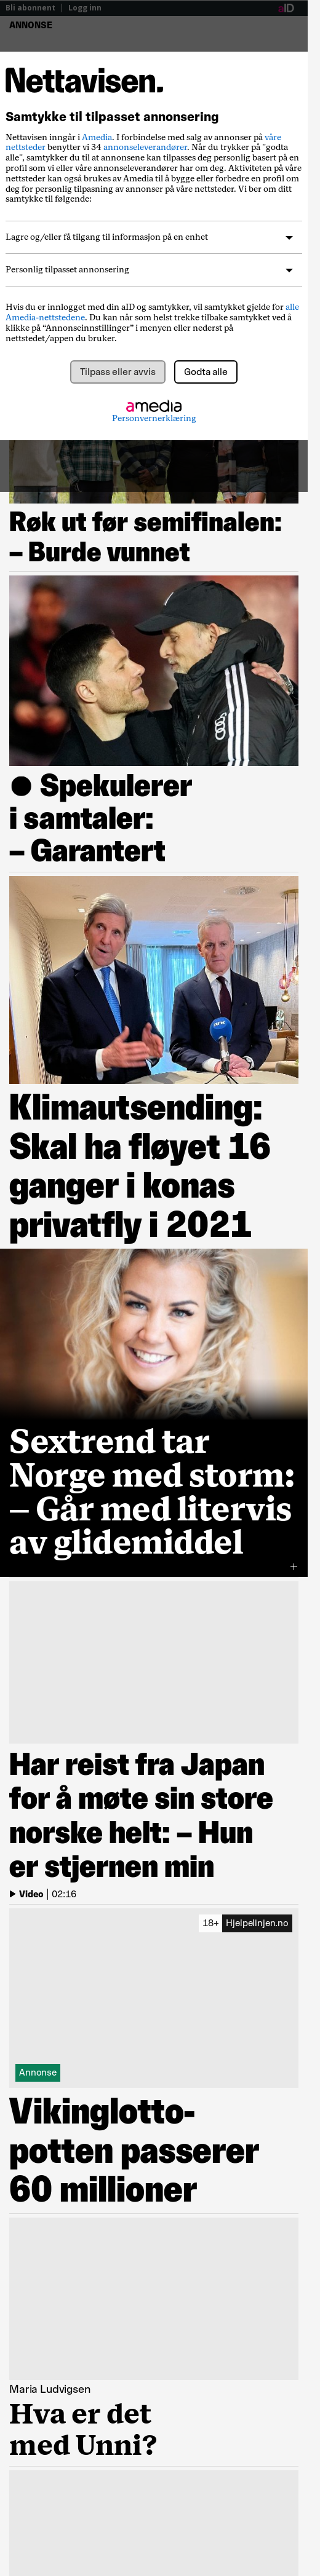 Bli abonnent | Logg inn
aID
ANNONSE
Nettavisen.
Samtykke til tilpasset annonsering
Nettavisen inngår i Amedia. I forbindelse med salg av annonser på våre
nettsteder benytter vi 34 annonseleverandører. Når du trykker på "godta
alle", samtykker du til at annonsene kan tilpasses deg personlig basert på en
profil som vi eller våre annonseleverandører har om deg. Aktiviteten på våre
nettsteder kan også brukes av Amedia til å bygge eller forbedre en profil om
deg for personlig tilpasning av annonser på våre nettsteder. Vi ber om ditt
samtykke til følgende:
Lagre og/eller få tilgang til informasjon på en enhet
Personlig tilpasset annonsering
Hvis du er innlogget med din aID og samtykker, vil samtykket gjelde for alle
Amedia-nettstedene. Du kan når som helst trekke tilbake samtykket ved å
klikke på “Annonseinnstillinger” i menyen eller nederst på
nettstedet/appen du bruker.
Tilpass eller avvis
Godta alle
amedia
Personvernerklæring
Røk ut før semifinalen:
– Burde vunnet
● Spekulerer
i samtaler:
– Garantert
NRK
Klimautsending:
Skal ha fløyet 16
ganger i konas
privatfly i 2021
Sextrend tar
Norge med storm:
– Går med litervis
av glidemiddel
+
Har reist fra Japan
for å møte sin store
norske helt: – Hun
er stjernen min
Video | 02:16
18+ Hjelpelinjen.no
Annonse
Vikinglotto-
potten passerer
60 millioner
Maria Ludvigsen
Hva er det
med Unni?